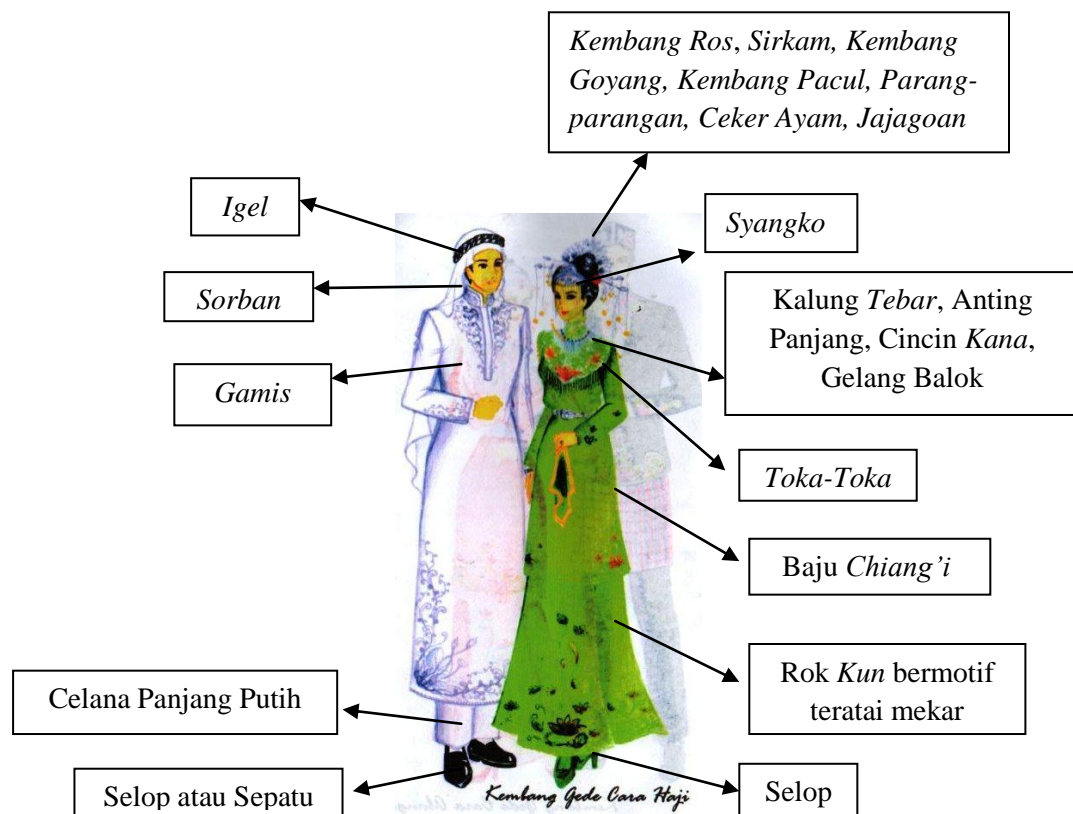 Kembang Ros, Sirkam, Kembang
Goyang, Kembang Pacul, Parang-
parangan, Ceker Ayam, Jajagoan
Igel
Syangko
Sorban
Kalung Tebar, Anting
Panjang, Cincin Kana,
Gelang Balok
Gamis
Toka-Toka
Baju Chiang’i
Rok Kun bermotif
teratai mekar
Celana Panjang Putih
Selop atau Sepatu
Selop
Kembang Gede Cara Haji